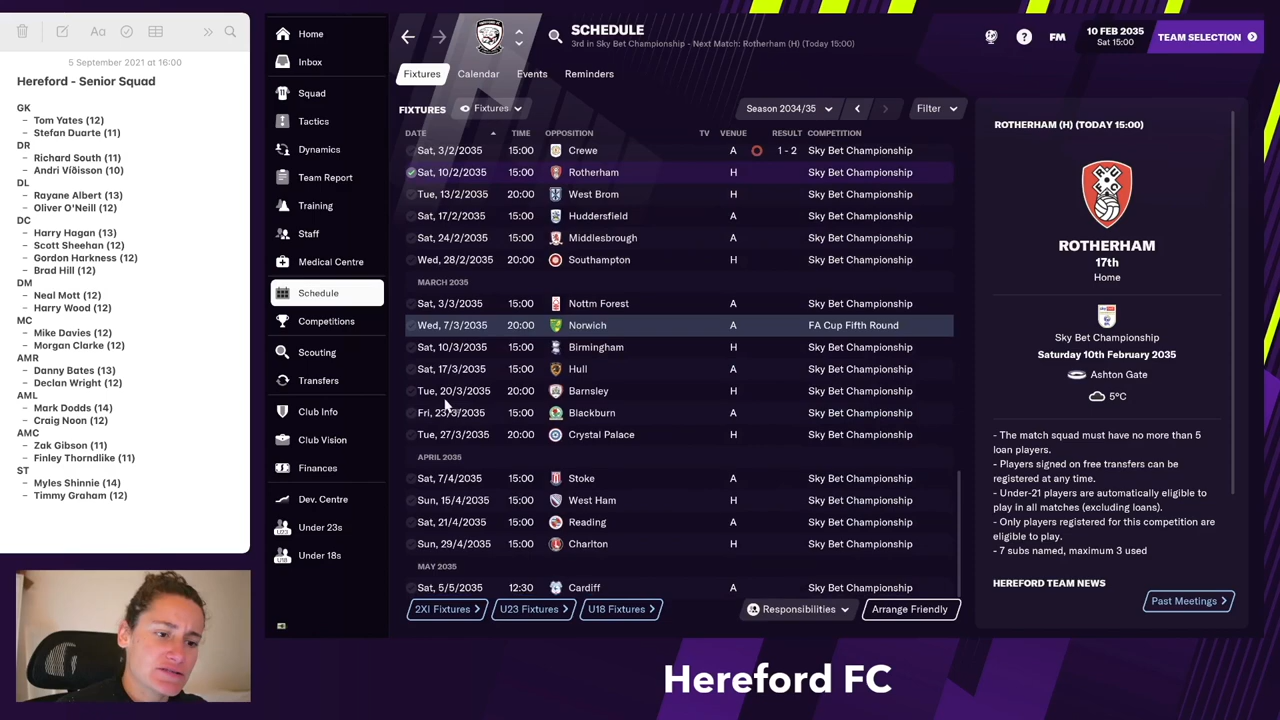 Aa
5 September 2021 at 16:00
Hereford - Senior Squad
GK
– Tom Yates (12)
– Stefan Duarte (11)
DR
– Richard South (11)
– Andri Víðisson (10)
DL
– Rayane Albert (13)
– Oliver O'Neill (12)
DC
– Harry Hagan (13)
– Scott Sheehan (12)
– Gordon Harkness (12)
– Brad Hill (12)
DM
– Neal Mott (12)
– Harry Wood (12)
MC
– Mike Davies (12)
– Morgan Clarke (12)
AMR
– Danny Bates (13)
– Declan Wright (12)
AML
– Mark Dodds (14)
– Craig Noon (12)
AMC
– Zak Gibson (11)
– Finley Thorndlike (11)
ST
– Myles Shinnie (14)
– Timmy Graham (12)
Home
Inbox
Squad
Tactics
Dynamics
Team Report
Training
Staff
Medical Centre
Schedule
Competitions
Scouting
Transfers
Club Info
Club Vision
Finances
Dev. Centre
U23 Under 23s
U18 Under 18s
SCHEDULE
3rd in Sky Bet Championship - Next Match: Rotherham (H) (Today 15:00)
? FM 10 FEB 2035
Sat 15:00
TEAM SELECTION
Fixtures Calendar Events Reminders
FIXTURES Fixtures Season 2034/35 Filter
DATE TIME OPPOSITION TV VENUE RESULT COMPETITION
Sat, 3/2/2035 15:00 Crewe A 1 - 2 Sky Bet Championship
Sat, 10/2/2035 15:00 Rotherham H Sky Bet Championship
Tue, 13/2/2035 20:00 West Brom H Sky Bet Championship
Sat, 17/2/2035 15:00 Huddersfield A Sky Bet Championship
Sat, 24/2/2035 15:00 Middlesbrough A Sky Bet Championship
Wed, 28/2/2035 20:00 Southampton H Sky Bet Championship
MARCH 2035
Sat, 3/3/2035 15:00 Nottm Forest A Sky Bet Championship
Wed, 7/3/2035 20:00 Norwich A FA Cup Fifth Round
Sat, 10/3/2035 15:00 Birmingham H Sky Bet Championship
Sat, 17/3/2035 15:00 Hull A Sky Bet Championship
Tue, 20/3/2035 20:00 Barnsley H Sky Bet Championship
Fri, 23/3/2035 15:00 Blackburn A Sky Bet Championship
Tue, 27/3/2035 20:00 Crystal Palace H Sky Bet Championship
APRIL 2035
Sat, 7/4/2035 15:00 Stoke A Sky Bet Championship
Sun, 15/4/2035 15:00 West Ham H Sky Bet Championship
Sat, 21/4/2035 15:00 Reading A Sky Bet Championship
Sun, 29/4/2035 15:00 Charlton H Sky Bet Championship
MAY 2035
Sat, 5/5/2035 12:30 Cardiff A Sky Bet Championship
2XI Fixtures U23 Fixtures U18 Fixtures Responsibilities Arrange Friendly
ROTHERHAM (H) (TODAY 15:00)
ROTHERHAM
17th
Home
Sky Bet Championship
Saturday 10th February 2035
Ashton Gate
5°C
- The match squad must have no more than 5
loan players.
- Players signed on free transfers can be
registered at any time.
- Under-21 players are automatically eligible to
play in all matches (excluding loans).
- Only players registered for this competition are
eligible to play.
- 7 subs named, maximum 3 used
HEREFORD TEAM NEWS
Past Meetings
Hereford FC